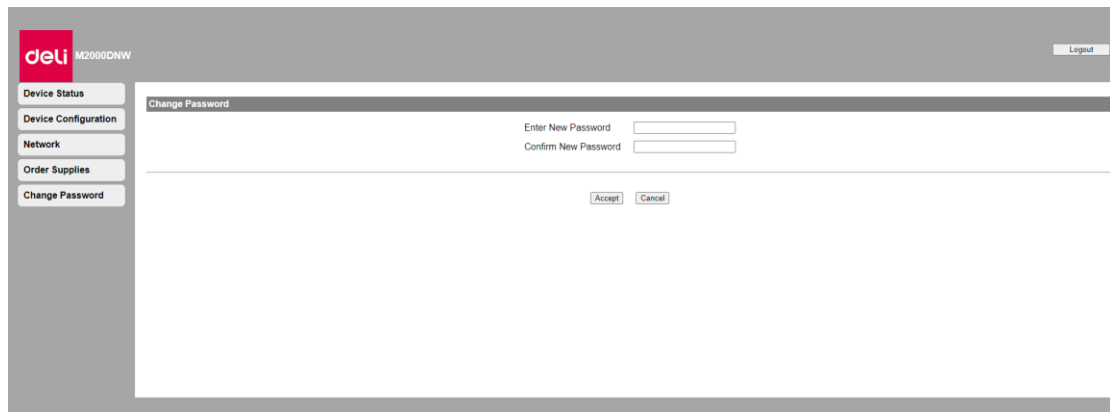 deli M2000DNW
Logout
Device Status
Device Configuration
Network
Order Supplies
Change Password
Change Password
Enter New Password
Confirm New Password
Accept Cancel